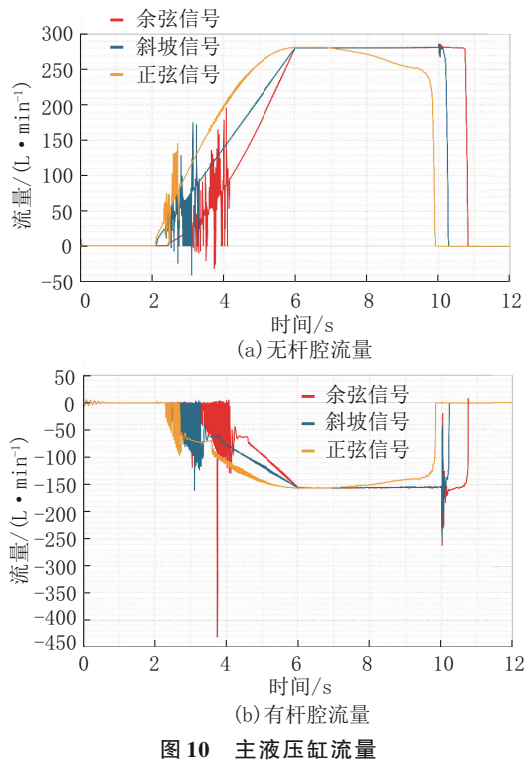 余弦信号
斜坡信号
正弦信号
流量/(L·min⁻¹)
300
250
200
150
100
50
0
-50
0 2 4 6 8 10 12
时间/s
(a)无杆腔流量
余弦信号
斜坡信号
正弦信号
流量/(L·min⁻¹)
50
0
-50
-100
-150
-200
-250
-300
-350
-400
-450
0 2 4 6 8 10 12
时间/s
(b)有杆腔流量
图10 主液压缸流量